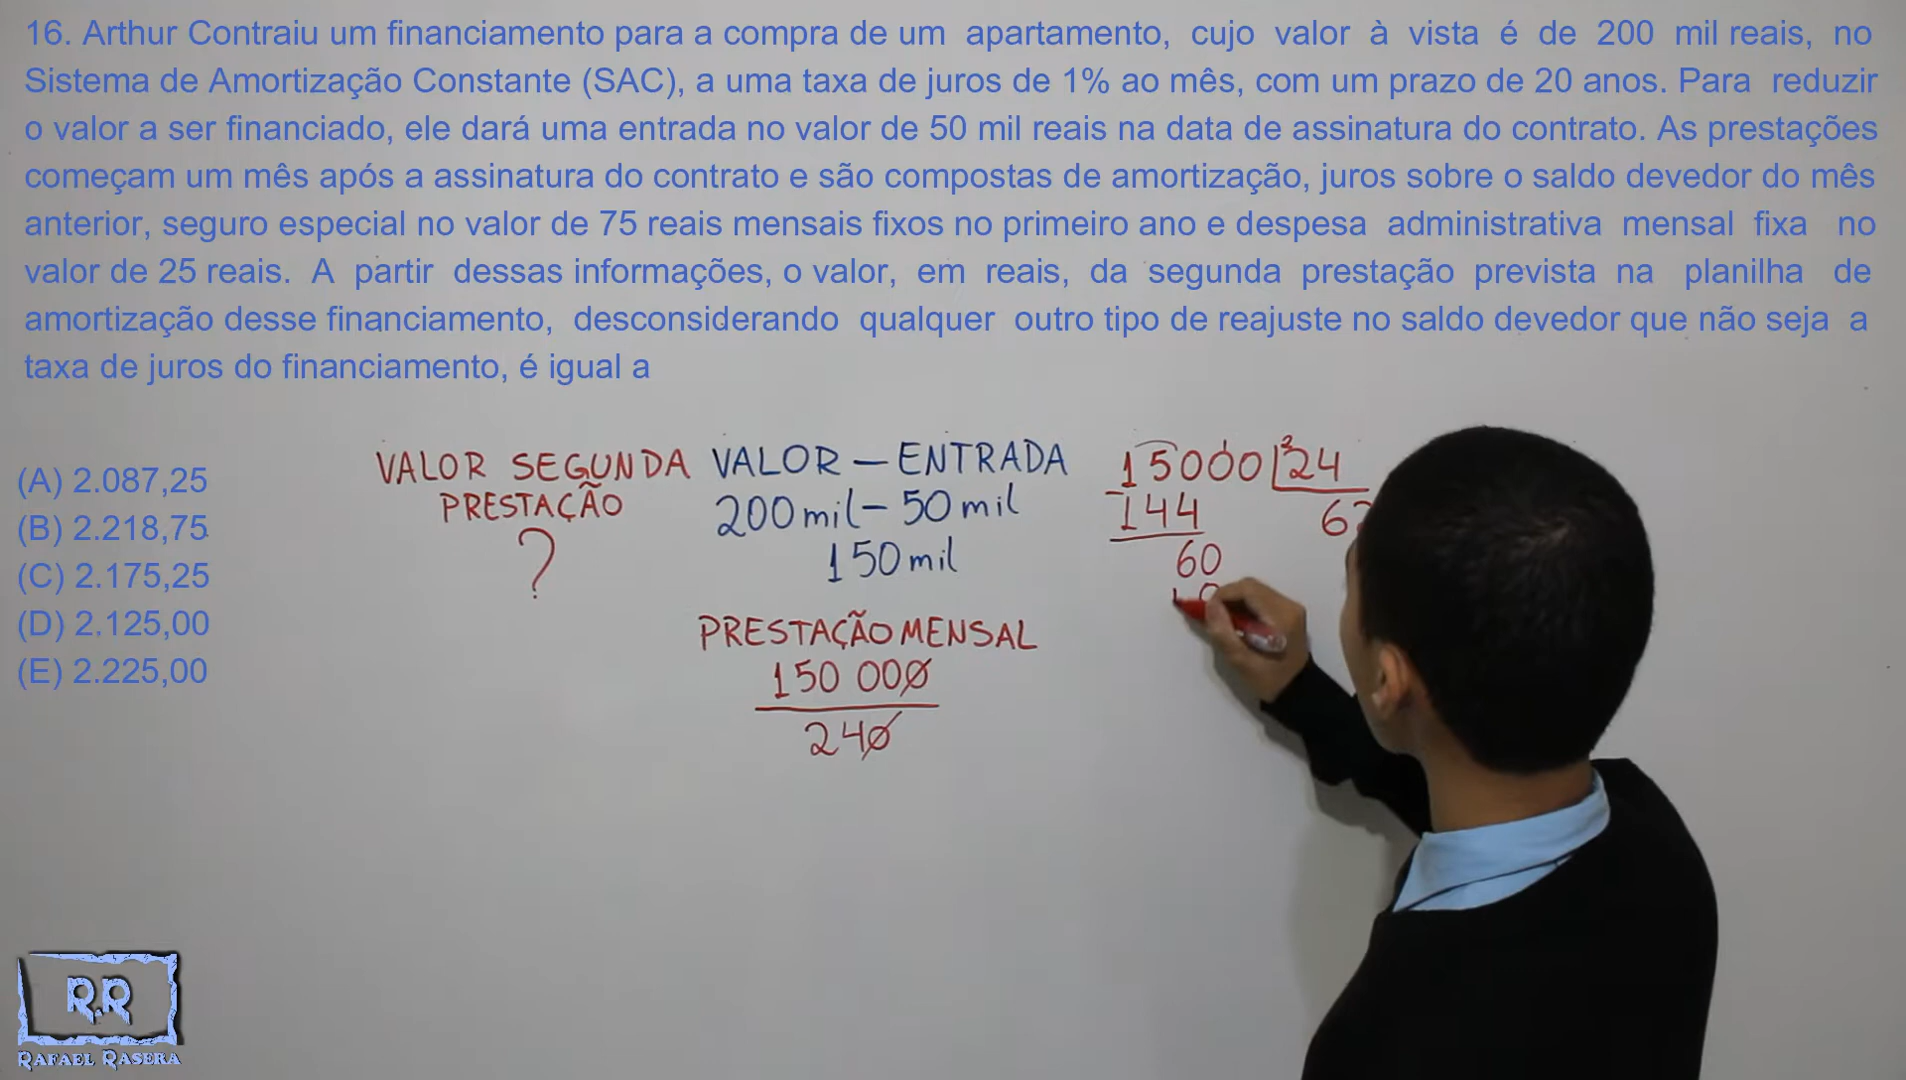 16. Arthur Contraiu um financiamento para a compra de um apartamento, cujo valor à vista é de 200 mil reais, no
Sistema de Amortização Constante (SAC), a uma taxa de juros de 1% ao mês, com um prazo de 20 anos. Para reduzir
o valor a ser financiado, ele dará uma entrada no valor de 50 mil reais na data de assinatura do contrato. As prestações
começam um mês após a assinatura do contrato e são compostas de amortização, juros sobre o saldo devedor do mês
anterior, seguro especial no valor de 75 reais mensais fixos no primeiro ano e despesa administrativa mensal fixa no
valor de 25 reais. A partir dessas informações, o valor, em reais, da segunda prestação prevista na planilha de
amortização desse financiamento, desconsiderando qualquer outro tipo de reajuste no saldo devedor que não seja a
taxa de juros do financiamento, é igual a
(A) 2.087,25
(B) 2.218,75
(C) 2.175,25
(D) 2.125,00
(E) 2.225,00
VALOR SEGUNDA
PRESTAÇÃO
?
VALOR — ENTRADA
200 mil - 50 mil
150 mil
PRESTAÇÃO MENSAL
150 000
240
15000 24
- 144
6
60
R.R
RAFAEL RASERA